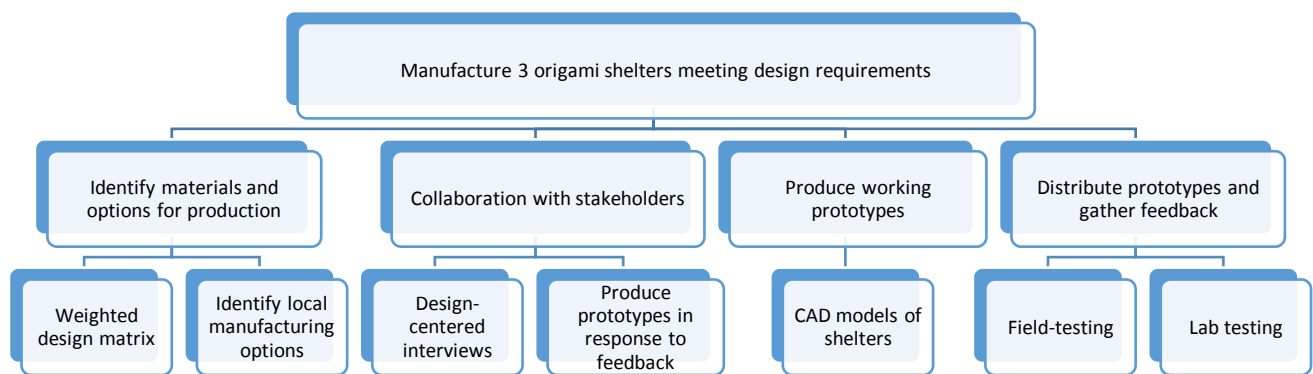 Manufacture 3 origami shelters meeting design requirements
Identify materials and
options for production
Collaboration with stakeholders
Produce working
prototypes
Distribute prototypes and
gather feedback
Weighted
design matrix
Identify local
manufacturing
options
Design-
centered
interviews
Produce
prototypes in
response to
feedback
CAD models of
shelters
Field-testing
Lab testing